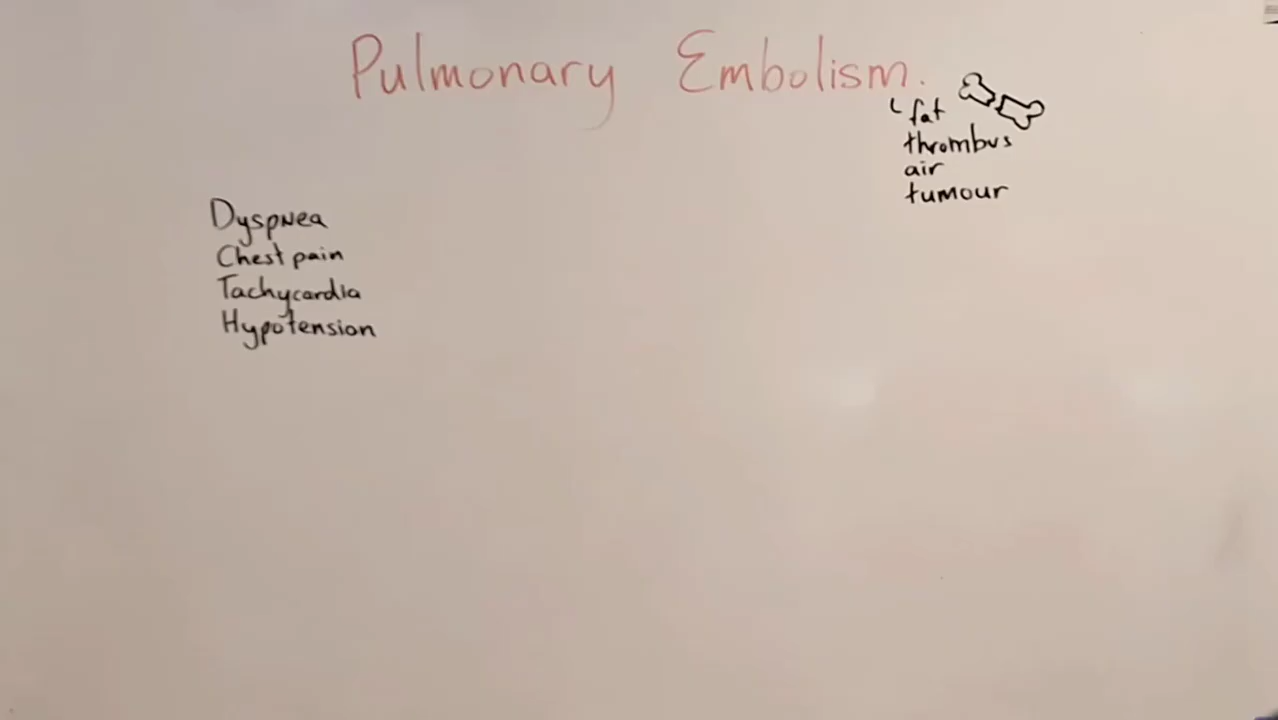 Pulmonary Embolism.
fat
thrombus
air
tumour
Dyspnea
Chest pain
Tachycardia
Hypotension